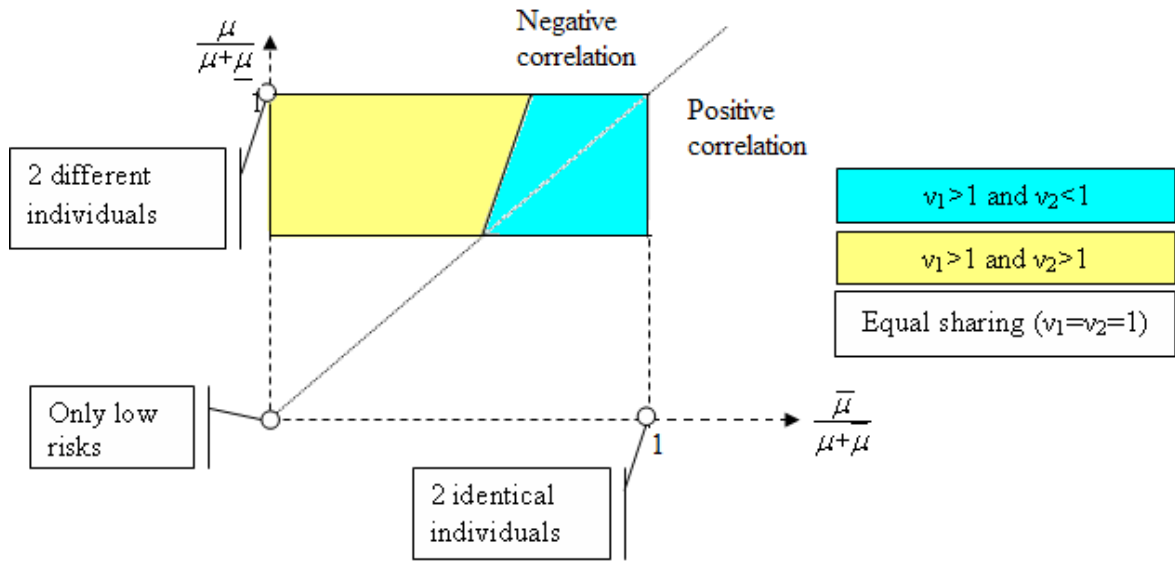 Negative
correlation
μ
μ+μ̲
1
Positive
correlation
2 different
individuals
v₁>1 and v₂<1
v₁>1 and v₂>1
Equal sharing (v₁=v₂=1)
Only low
risks
μ̅
μ+μ̅
1
2 identical
individuals